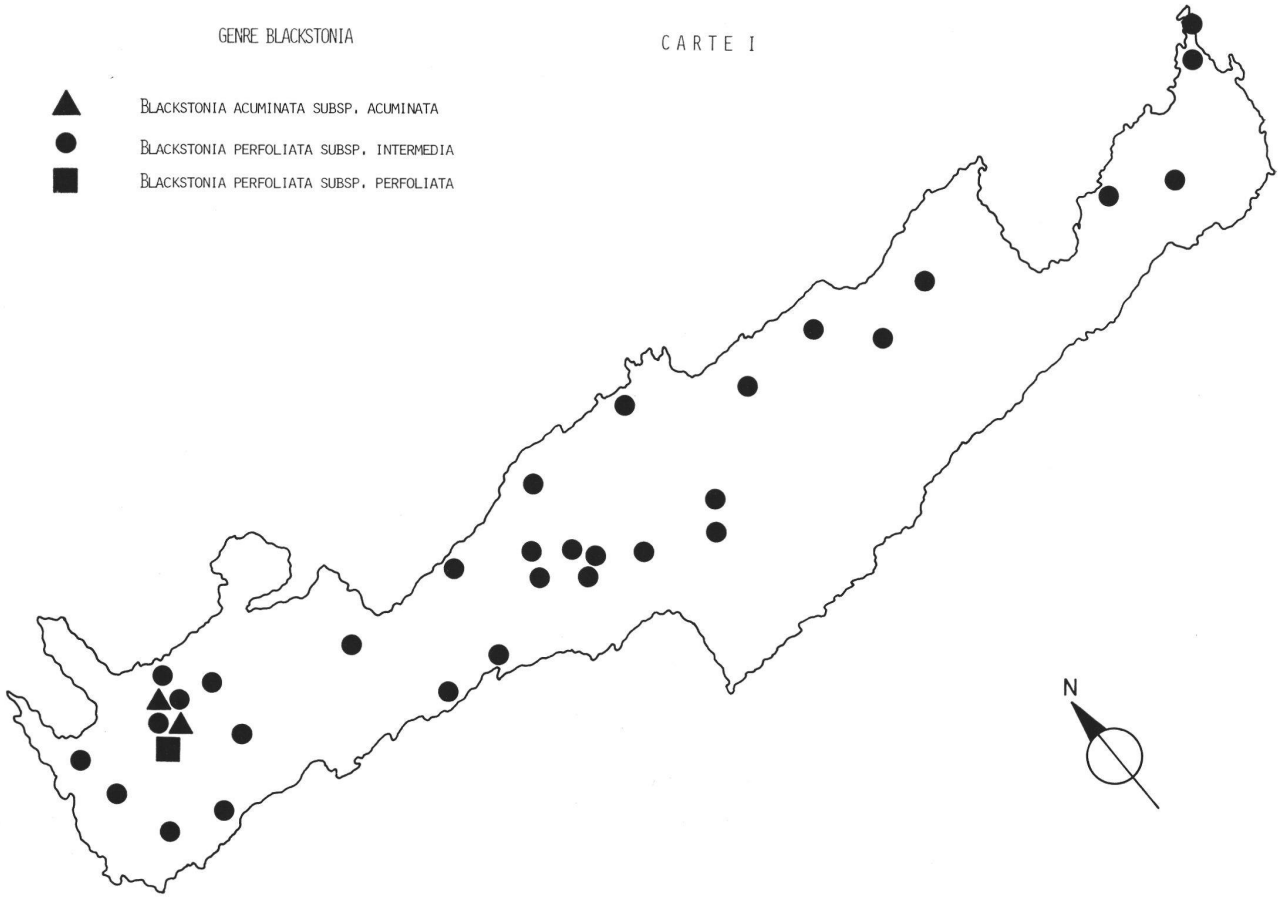 GENRE BLACKSTONIA
CARTE I
BLACKSTONIA ACUMINATA SUBSP. ACUMINATA
BLACKSTONIA PERFOLIATA SUBSP. INTERMEDIA
BLACKSTONIA PERFOLIATA SUBSP. PERFOLIATA
N